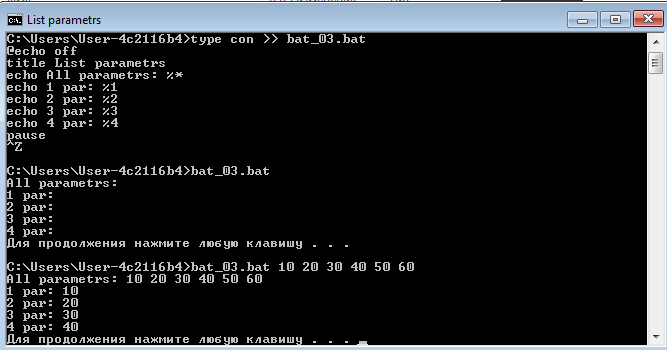 List parametrs
C:\Users\User-4c2116b4>type con >> bat_03.bat
@echo off
title List parametrs
echo All parametrs: %*
echo 1 par: %1
echo 2 par: %2
echo 3 par: %3
echo 4 par: %4
pause
^Z
C:\Users\User-4c2116b4>bat_03.bat
All parametrs:
1 par:
2 par:
3 par:
4 par:
Для продолжения нажмите любую клавишу . . .
C:\Users\User-4c2116b4>bat_03.bat 10 20 30 40 50 60
All parametrs: 10 20 30 40 50 60
1 par: 10
2 par: 20
3 par: 30
4 par: 40
Для продолжения нажмите любую клавишу . . .